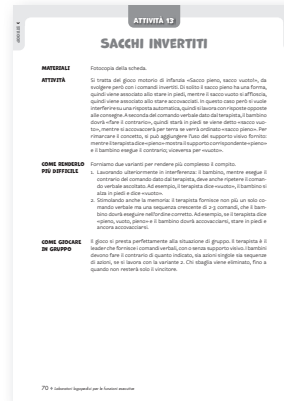 ATTIVITÀ 13
SACCHI INVERTITI
MATERIALI Fotocopia della scheda.
ATTIVITÀ Si tratta del gioco motorio di infanzia «Sacco pieno, sacco vuoto!», da
svolgere però con i comandi invertiti. Di solito il sacco pieno ha una forma,
quindi viene associato allo stare in piedi, mentre il sacco vuoto si affloscia,
quindi viene associato allo stare accovacciati. In questo caso però si vuole
interferire su una risposta automatica, quindi si lavora con risposte opposte
alle consegne. A seconda del comando verbale dato dal terapista, il bambino
dovrà «fare il contrario», quindi starà in piedi se viene detto «sacco vuo-
to», mentre si accovaccerà per terra se verrà ordinato «sacco pieno». Per
rimarcare il concetto, si può aggiungere l'uso del supporto visivo fornito:
mentre il terapista dice «pieno» mostra il supporto corrispondente «pieno»
e il bambino esegue il contrario; viceversa per «vuoto».
COME RENDERLO PIÙ DIFFICILE Forniamo due varianti per rendere più complesso il compito.
1. Lavorando ulteriormente in interferenza: il bambino, mentre esegue il
contrario del comando dato dal terapista, deve anche ripetere il coman-
do verbale ascoltato. Ad esempio, il terapista dice «vuoto», il bambino si
alza in piedi e dice «vuoto».
2. Stimolando anche la memoria: il terapista fornisce non più un solo co-
mando verbale ma una sequenza crescente di 2-3 comandi, che il bam-
bino dovrà eseguire nell'ordine corretto. Ad esempio, se il terapista dice
«pieno, vuoto, pieno» e il bambino dovrà accovacciarsi, stare in piedi e
ancora accovacciarsi.
COME GIOCARE IN GRUPPO Il gioco si presta perfettamente alla situazione di gruppo. Il terapista è il
leader che fornisce i comandi verbali, con o senza supporto visivo. I bambini
devono fare il contrario di quanto indicato, sia azioni singole sia sequenze
di azioni, se si lavora con la variante 2. Chi sbaglia viene eliminato, fino a
quando non resterà solo il vincitore.
70 • Laboratori logopedici per le funzioni esecutive